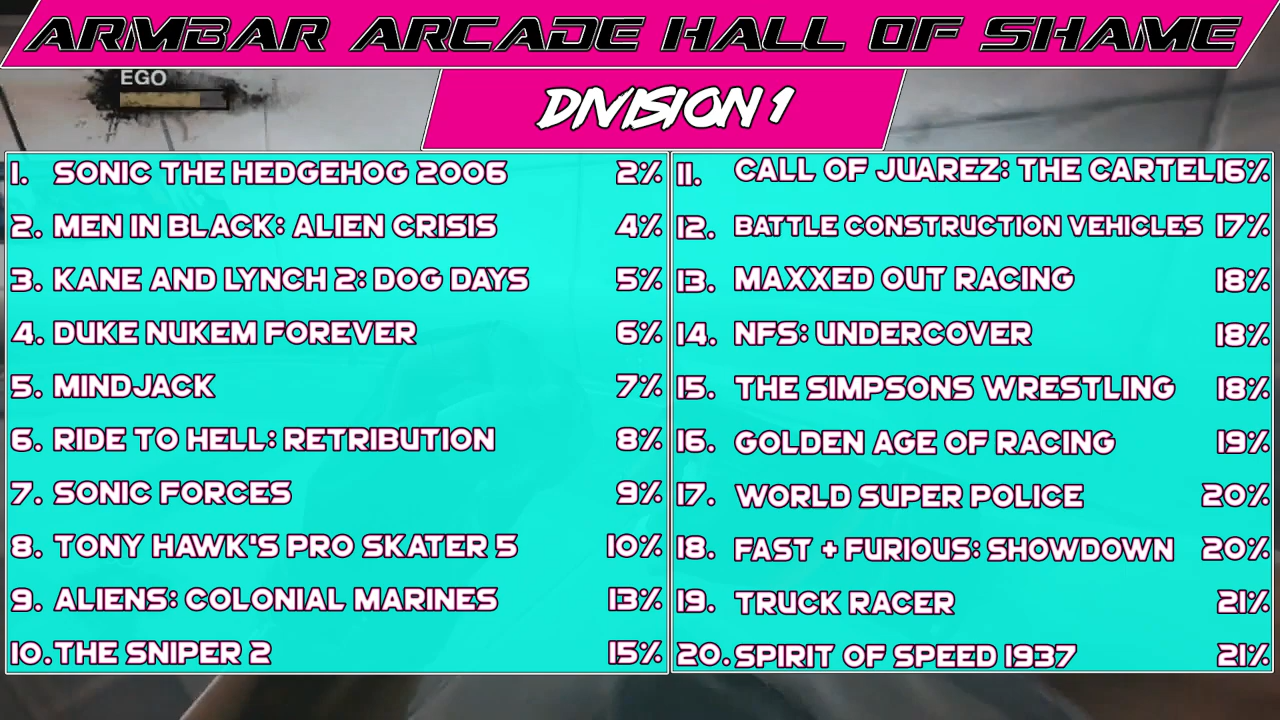 ARMBAR ARCADE HALL OF SHAME
EGO
DIVISION 1
1. SONIC THE HEDGEHOG 2006 2%
2. MEN IN BLACK: ALIEN CRISIS 4%
3. KANE AND LYNCH 2: DOG DAYS 5%
4. DUKE NUKEM FOREVER 6%
5. MINDJACK 7%
6. RIDE TO HELL: RETRIBUTION 8%
7. SONIC FORCES 9%
8. TONY HAWK'S PRO SKATER 5 10%
9. ALIENS: COLONIAL MARINES 13%
10. THE SNIPER 2 15%
11. CALL OF JUAREZ: THE CARTEL 16%
12. BATTLE CONSTRUCTION VEHICLES 17%
13. MAXXED OUT RACING 18%
14. NFS: UNDERCOVER 18%
15. THE SIMPSONS WRESTLING 18%
16. GOLDEN AGE OF RACING 19%
17. WORLD SUPER POLICE 20%
18. FAST + FURIOUS: SHOWDOWN 20%
19. TRUCK RACER 21%
20. SPIRIT OF SPEED 1937 21%